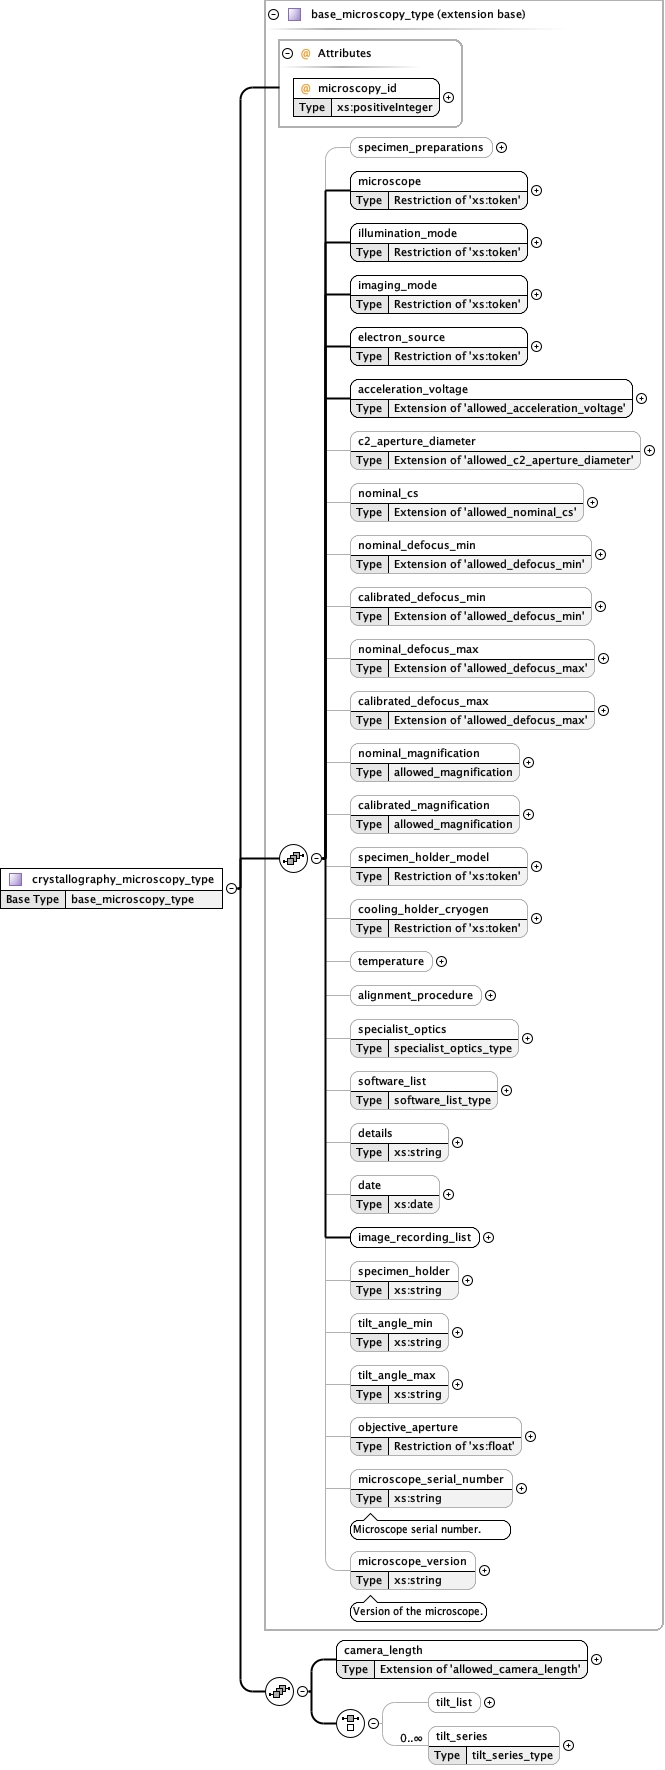 base_microscopy_type (extension base)
@ Attributes
@ microscopy_id
Type xs:positiveInteger
specimen_preparations
microscope
Type Restriction of 'xs:token'
illumination_mode
Type Restriction of 'xs:token'
imaging_mode
Type Restriction of 'xs:token'
electron_source
Type Restriction of 'xs:token'
acceleration_voltage
Type Extension of 'allowed_acceleration_voltage'
c2_aperture_diameter
Type Extension of 'allowed_c2_aperture_diameter'
nominal_cs
Type Extension of 'allowed_nominal_cs'
nominal_defocus_min
Type Extension of 'allowed_defocus_min'
calibrated_defocus_min
Type Extension of 'allowed_defocus_min'
nominal_defocus_max
Type Extension of 'allowed_defocus_max'
calibrated_defocus_max
Type Extension of 'allowed_defocus_max'
nominal_magnification
Type allowed_magnification
calibrated_magnification
Type allowed_magnification
specimen_holder_model
Type Restriction of 'xs:token'
crystallography_microscopy_type
Base Type base_microscopy_type
cooling_holder_cryogen
Type Restriction of 'xs:token'
temperature
alignment_procedure
specialist_optics
Type specialist_optics_type
software_list
Type software_list_type
details
Type xs:string
date
Type xs:date
image_recording_list
specimen_holder
Type xs:string
tilt_angle_min
Type xs:string
tilt_angle_max
Type xs:string
objective_aperture
Type Restriction of 'xs:float'
microscope_serial_number
Type xs:string
Microscope serial number.
microscope_version
Type xs:string
Version of the microscope.
camera_length
Type Extension of 'allowed_camera_length'
tilt_list
0..∞
tilt_series
Type tilt_series_type